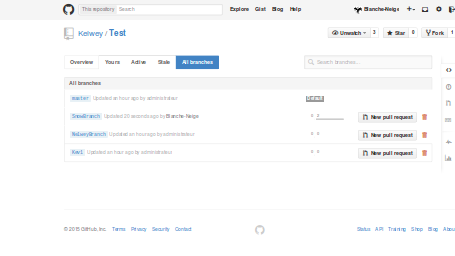 This repository Search Explore Gist Blog Help Blanche-Neige
Kelwey / Test Unwatch 3 Star 0 Fork 1
Overview Yours Active Stale All branches Search branches...
All branches
master Updated an hour ago by administrateur Default
SnowBranch Updated 20 seconds ago by Blanche-Neige 0 3 New pull request
KelweyBranch Updated an hour ago by administrateur 0 0 New pull request
Updated an hour ago by administrateur 0 0 New pull request
© 2015 GitHub, Inc. Terms Privacy Security Contact Status API Training Shop Blog About